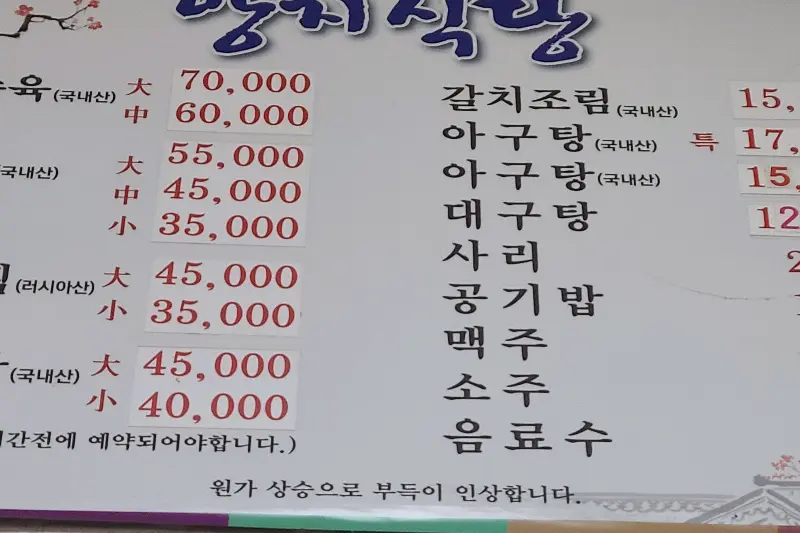 망치식당
육(국내산) 大 70,000
中 60,000
국내산) 大 55,000
中 45,000
小 35,000
(러시아산) 大 45,000
小 35,000
(국내산) 大 45,000
小 40,000
간전에 예약되어야합니다.)
갈치조림(국내산) 15,
아구탕(국내산) 특 17,
아구탕(국내산) 15,
대구탕 12
사리 2
공기밥
맥주
소주
음료수
원가 상승으로 부득이 인상합니다.